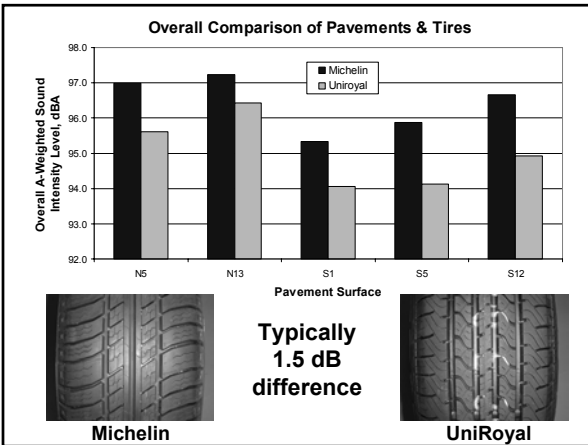 Overall Comparison of Pavements & Tires
Overall A-Weighted Sound
Intensity Level, dBA
98.0
97.0
96.0
95.0
94.0
93.0
92.0
Michelin
Uniroyal
N5 N13 S1 S5 S12
Pavement Surface
Typically
1.5 dB
difference
Michelin
UniRoyal